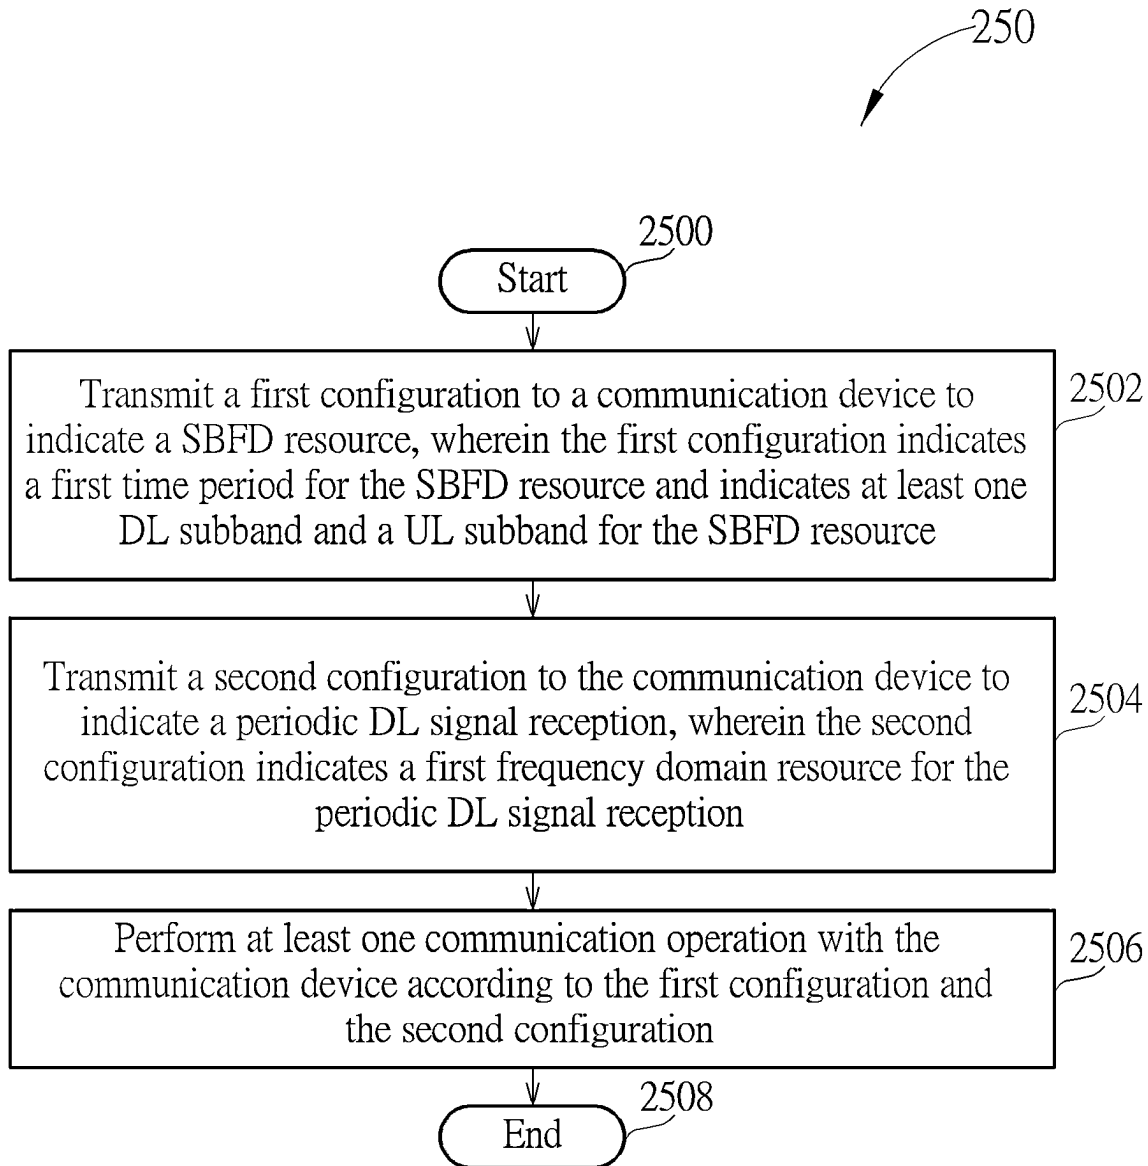 250
2500
Start
2502
Transmit a first configuration to a communication device to
indicate a SBFD resource, wherein the first configuration indicates
a first time period for the SBFD resource and indicates at least one
DL subband and a UL subband for the SBFD resource
2504
Transmit a second configuration to the communication device to
indicate a periodic DL signal reception, wherein the second
configuration indicates a first frequency domain resource for the
periodic DL signal reception
2506
Perform at least one communication operation with the
communication device according to the first configuration and
the second configuration
2508
End